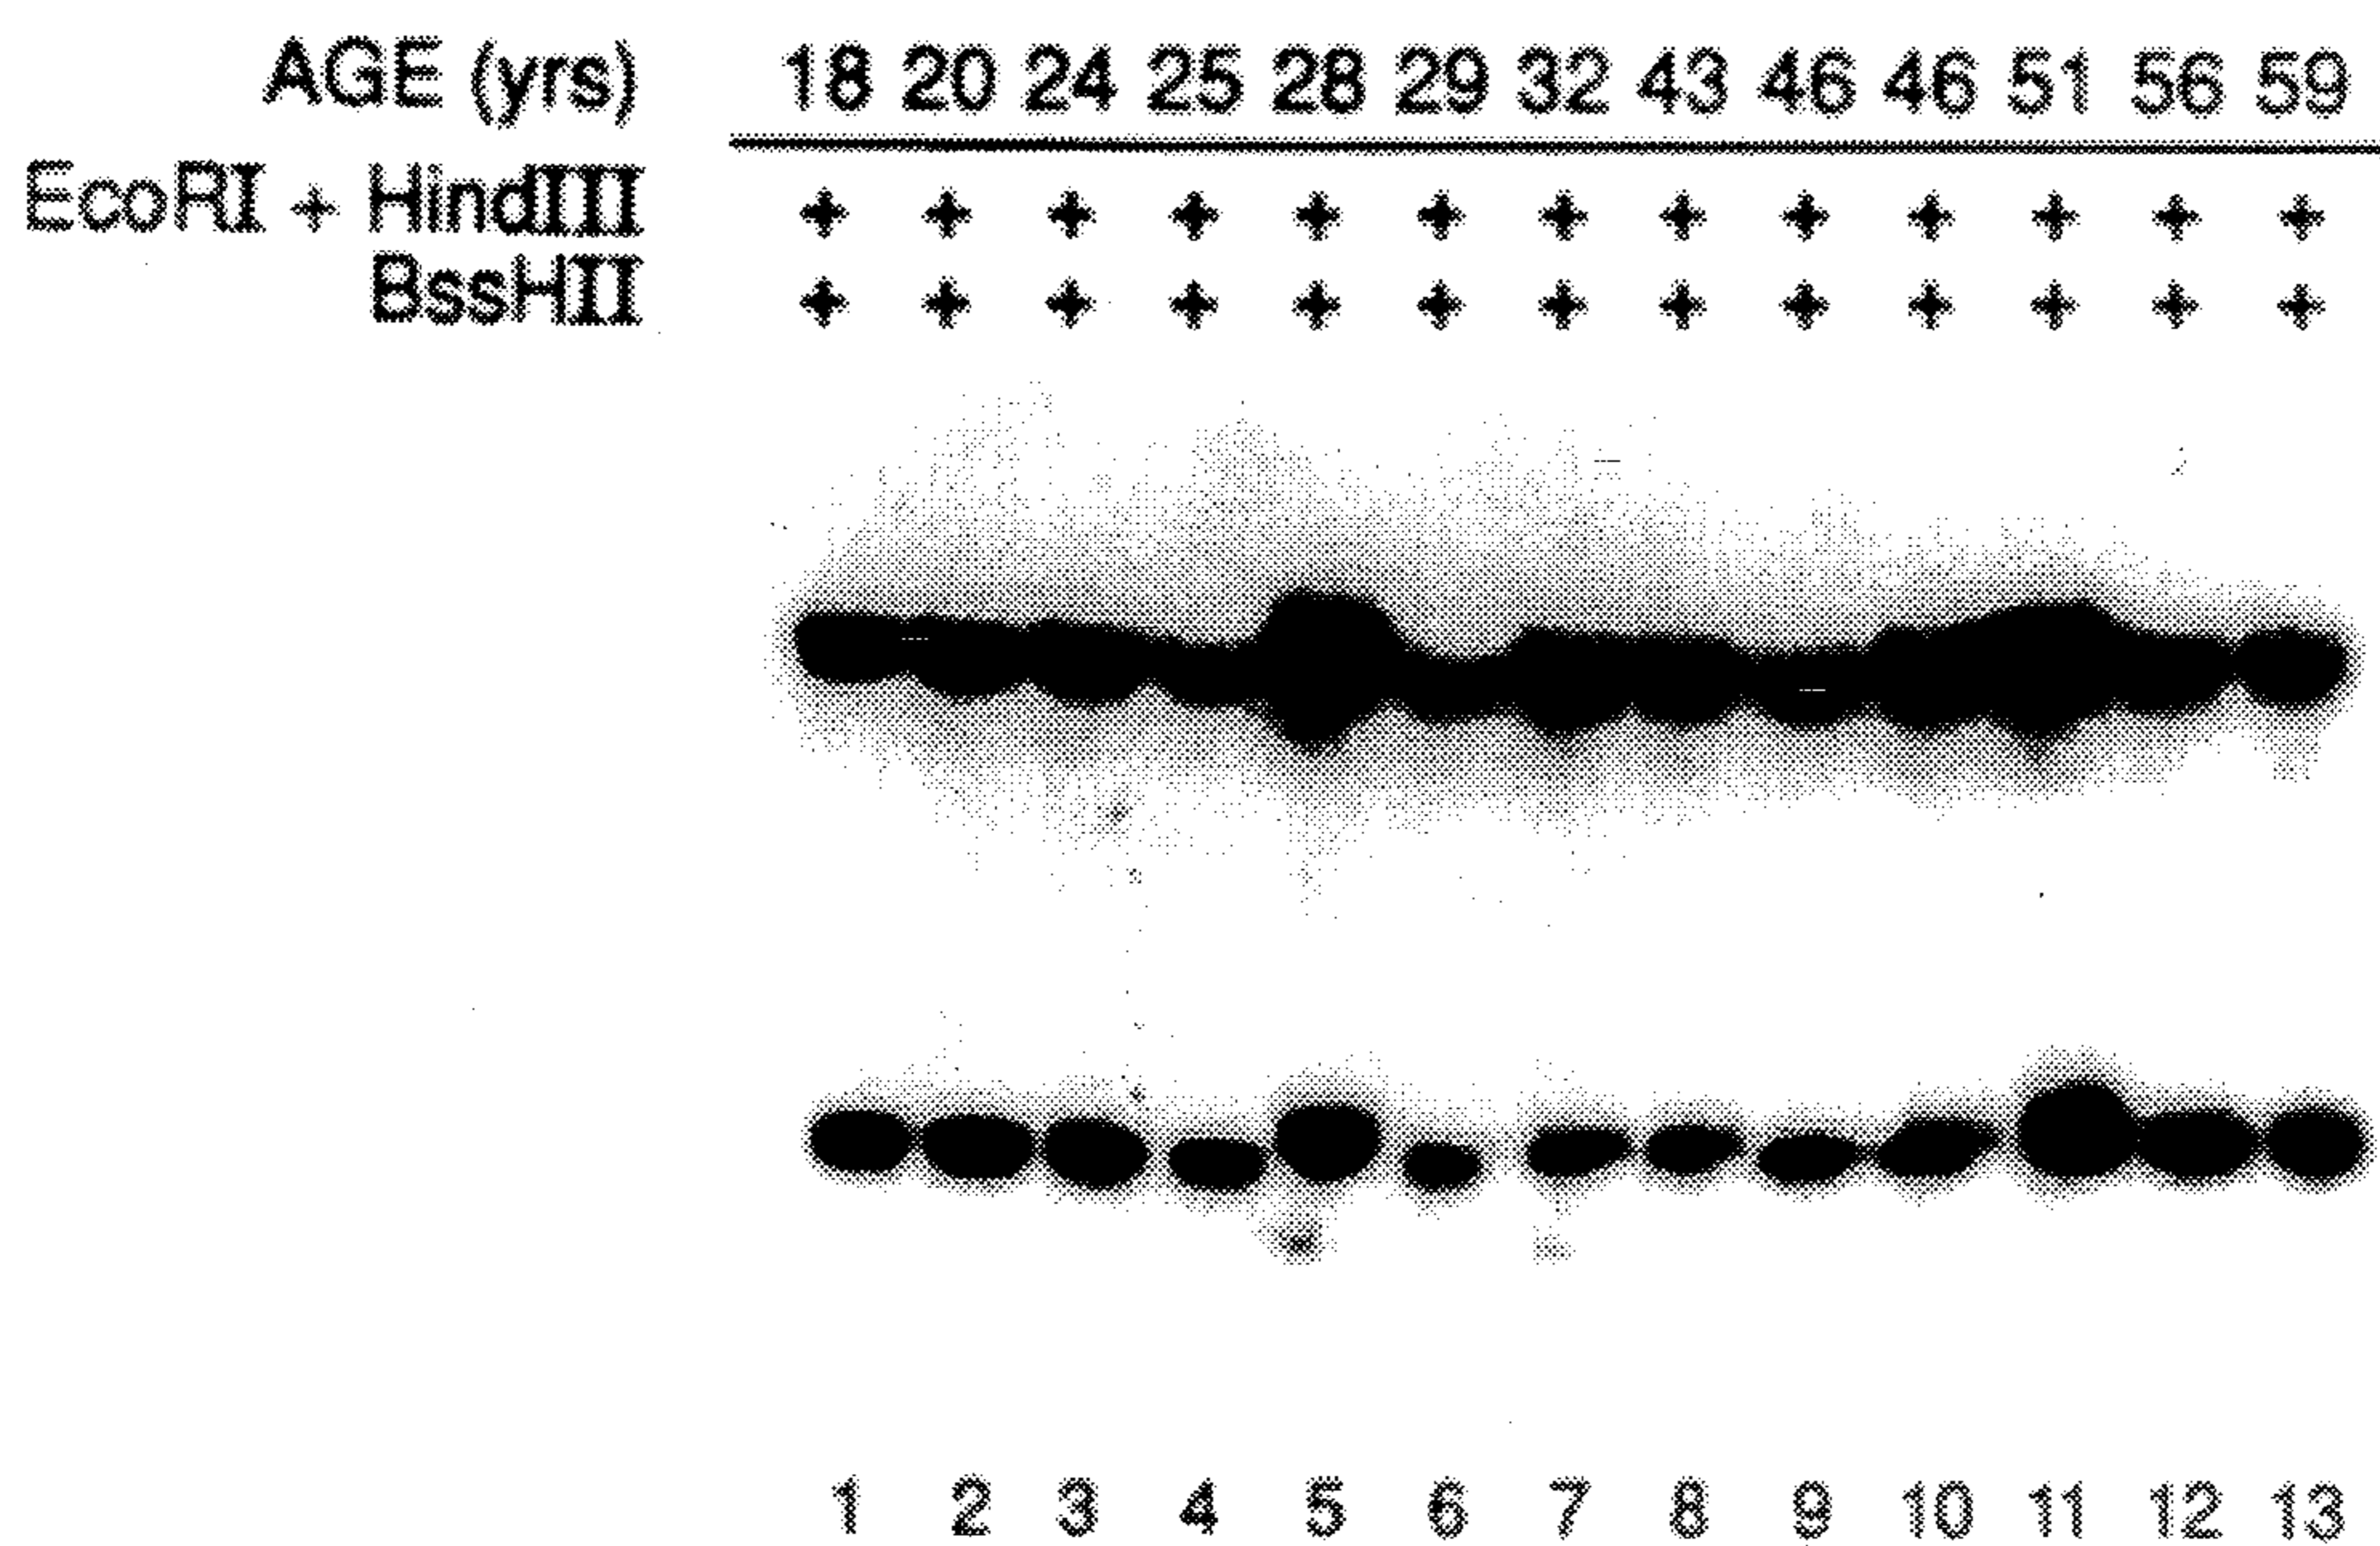 AGE (yrs) 18 20 24 25 28 29 32 43 46 46 51 56 59
EcoRI + HindIII + + + + + + + + + + + + +
BssHII + + + + + + + + + + + + +
1 2 3 4 5 6 7 8 9 10 11 12 13